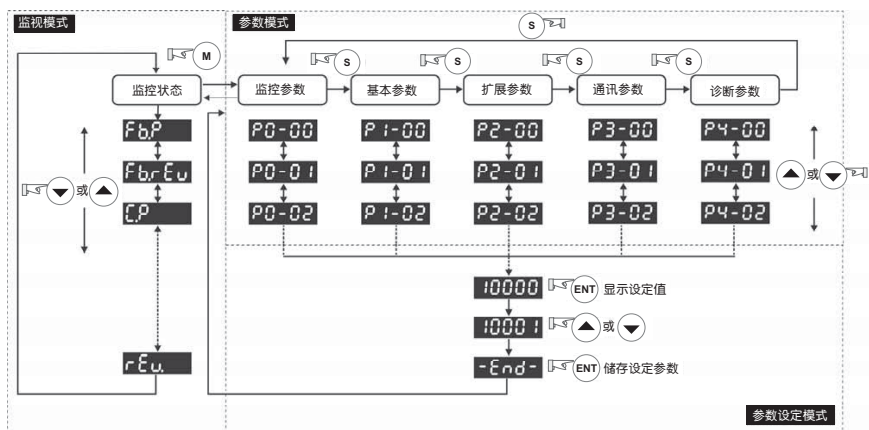 监视模式
参数模式
S
M
S
S
S
S
监控状态
监控参数
基本参数
扩展参数
通讯参数
诊断参数
Fb.P
P0-00
P1-00
P2-00
P3-00
P4-00
Fb.rEu
P0-01
P1-01
P2-01
P3-01
P4-01
或
或
C.P
P0-02
P1-02
P2-02
P3-02
P4-02
10000
ENT 显示设定值
10001
或
rEu.
-End-
ENT 储存设定参数
参数设定模式